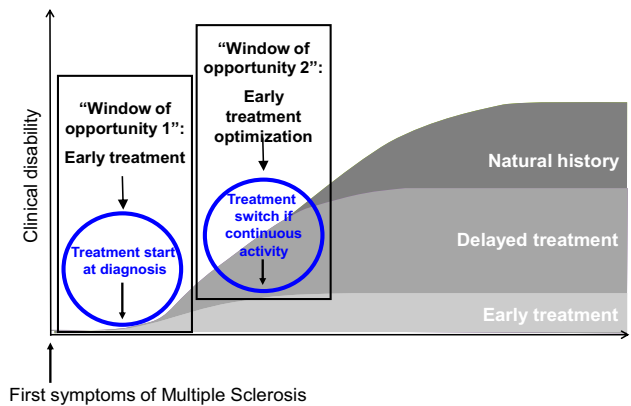 “Window of
opportunity 1”:
Early treatment
Treatment start
at diagnosis
“Window of
opportunity 2”:
Early
treatment
optimization
Treatment
switch if
continuous
activity
Natural history
Delayed treatment
Early treatment
Clinical disability
First symptoms of Multiple Sclerosis